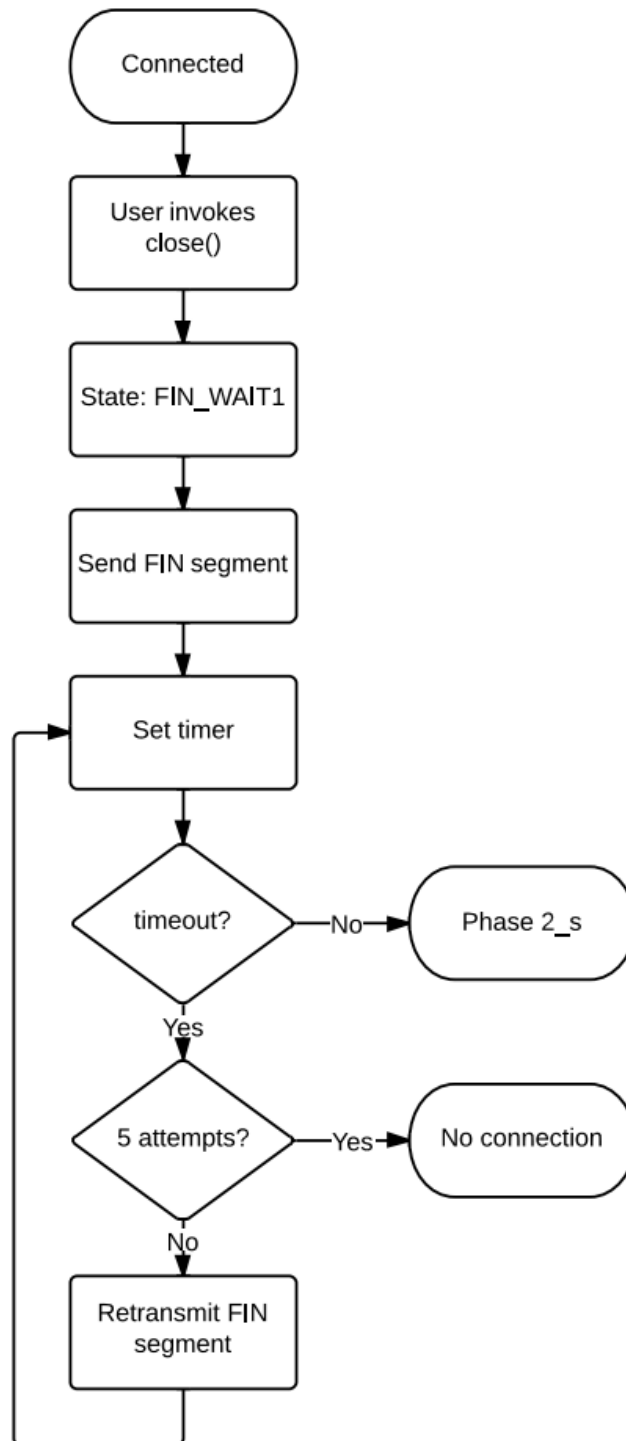 Connected
User invokes
close()
State: FIN_WAIT1
Send FIN segment
Set timer
timeout?
No
Phase 2_s
Yes
5 attempts?
Yes
No connection
No
Retransmit FIN
segment